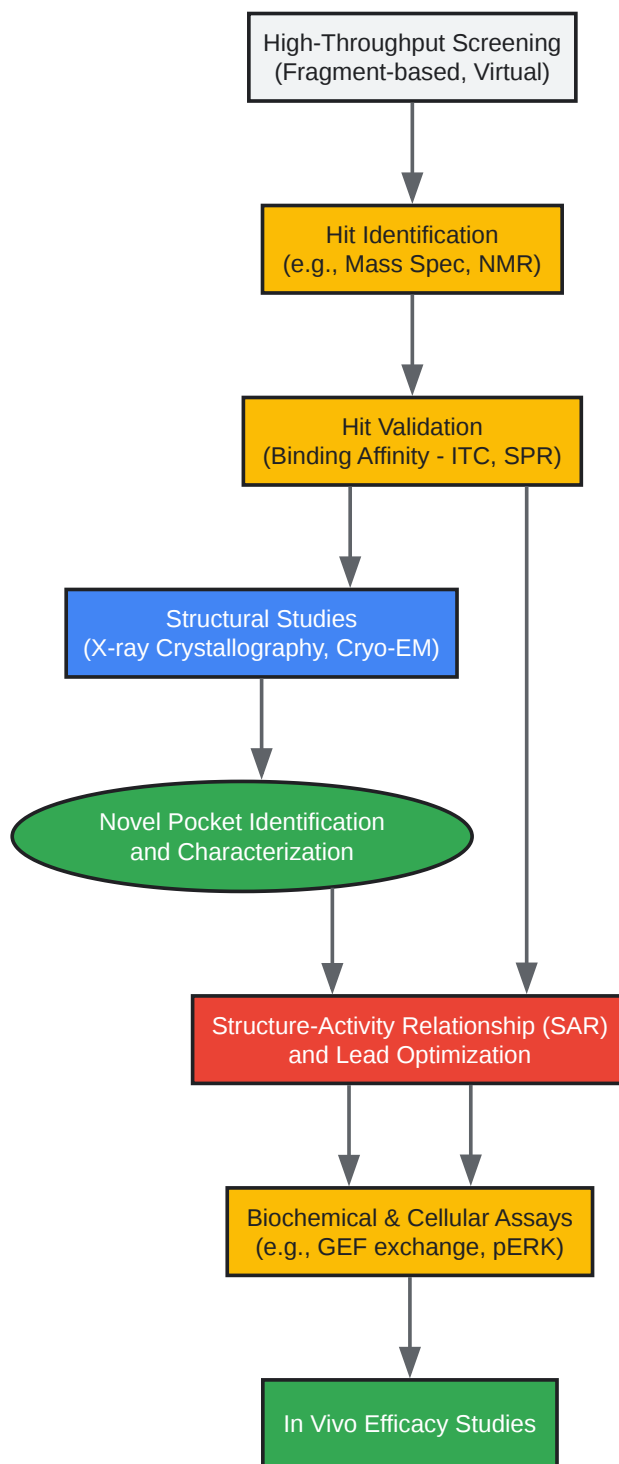 High-Throughput Screening
(Fragment-based, Virtual)
Hit Identification
(e.g., Mass Spec, NMR)
Hit Validation
(Binding Affinity - ITC, SPR)
Structural Studies
(X-ray Crystallography, Cryo-EM)
Novel Pocket Identification
and Characterization
Structure-Activity Relationship (SAR)
and Lead Optimization
Biochemical & Cellular Assays
(e.g., GEF exchange, pERK)
In Vivo Efficacy Studies